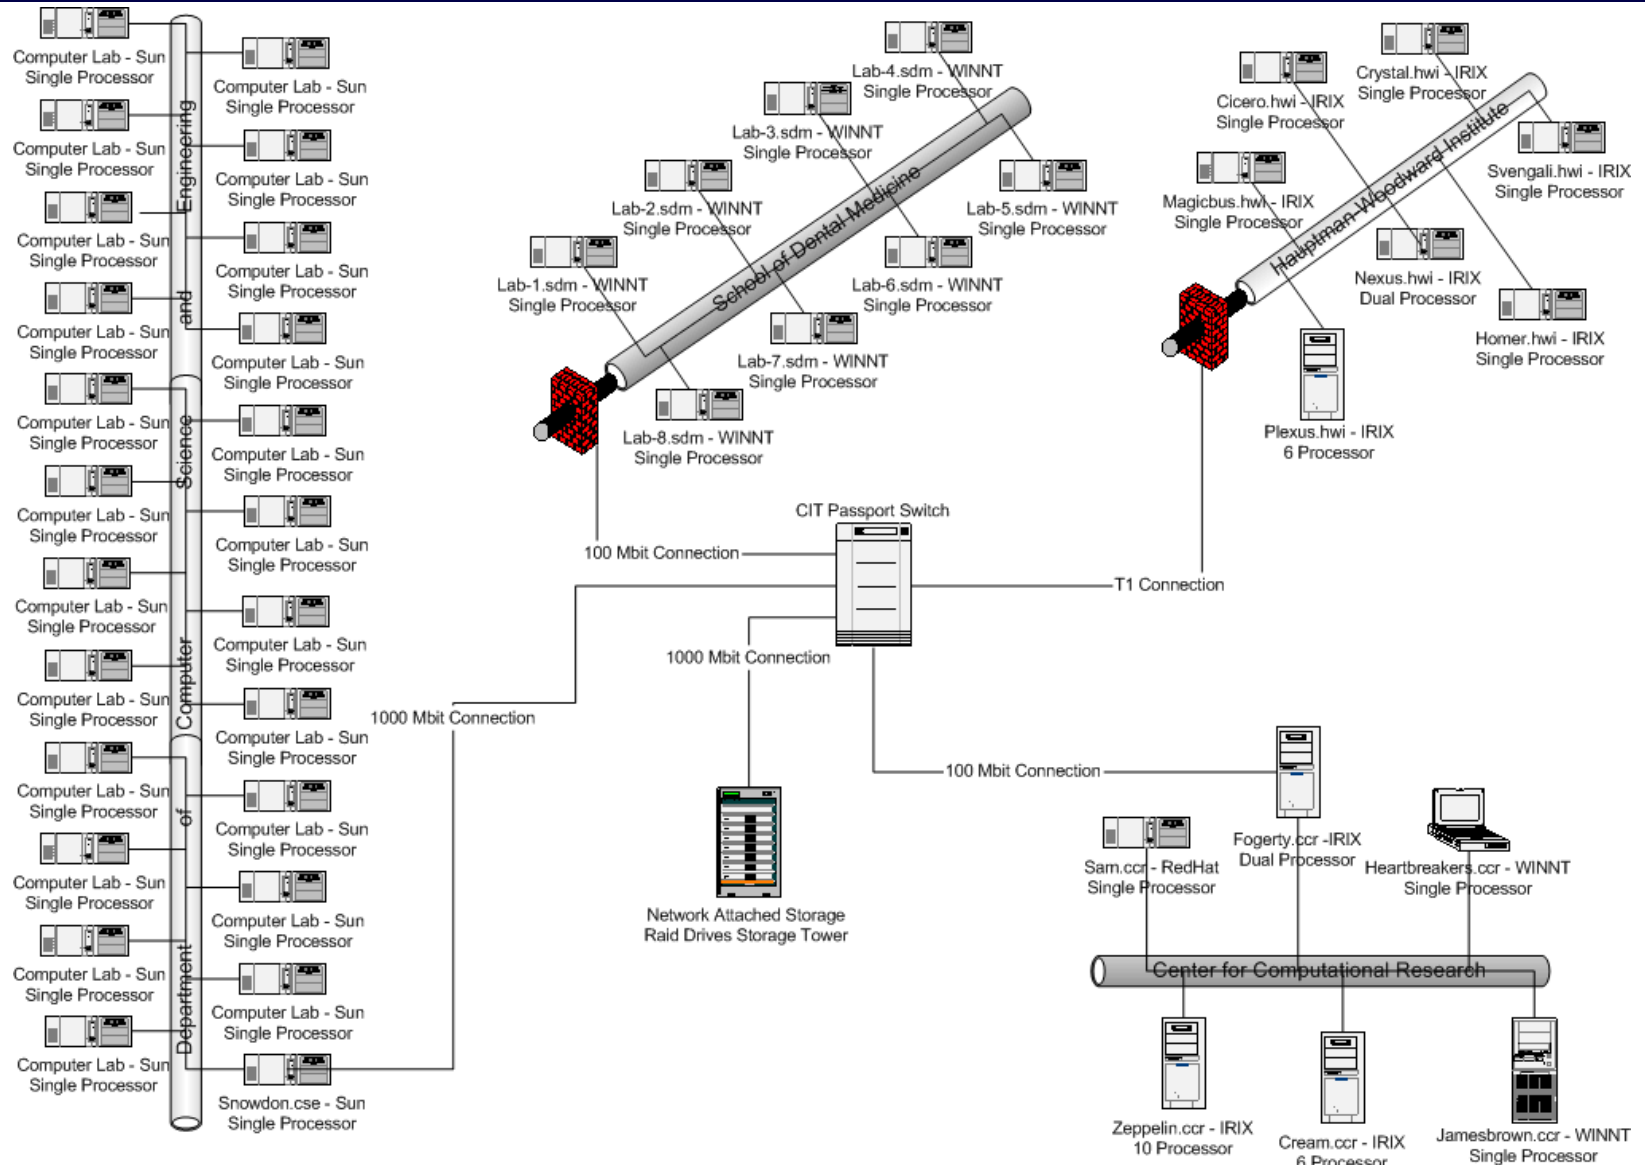 Computer Lab - Sun
Single Processor
Computer Lab - Sun
Single Processor
Computer Lab - Sun
Single Processor
Computer Lab - Sun
Single Processor
Computer Lab - Sun
Single Processor
Computer Lab - Sun
Single Processor
Computer Lab - Sun
Single Processor
Computer Lab - Sun
Single Processor
Computer Lab - Sun
Single Processor
Computer Lab - Sun
Single Processor
Computer Lab - Sun
Single Processor
Computer Lab - Sun
Single Processor
Department of Computer Science and Engineering
Computer Lab - Sun
Single Processor
Computer Lab - Sun
Single Processor
Computer Lab - Sun
Single Processor
Computer Lab - Sun
Single Processor
Computer Lab - Sun
Single Processor
Computer Lab - Sun
Single Processor
Computer Lab - Sun
Single Processor
Computer Lab - Sun
Single Processor
Computer Lab - Sun
Single Processor
Computer Lab - Sun
Single Processor
Computer Lab - Sun
Single Processor
Snowdon.cse - Sun
Single Processor
1000 Mbit Connection
Lab-4.sdm - WINNT
Single Processor
Lab-3.sdm - WINNT
Single Processor
Lab-2.sdm - WINNT
Single Processor
Lab-1.sdm - WINNT
Single Processor
School of Dental Medicine
Lab-5.sdm - WINNT
Single Processor
Lab-6.sdm - WINNT
Single Processor
Lab-7.sdm - WINNT
Single Processor
Lab-8.sdm - WINNT
Single Processor
Crystal.hwi - IRIX
Single Processor
Cicero.hwi - IRIX
Single Processor
Magicbus.hwi - IRIX
Single Processor
Hauptman Woodward Institute
Svengali.hwi - IRIX
Single Processor
Nexus.hwi - IRIX
Dual Processor
Homer.hwi - IRIX
Single Processor
Plexus.hwi - IRIX
6 Processor
CIT Passport Switch
100 Mbit Connection
T1 Connection
1000 Mbit Connection
100 Mbit Connection
Network Attached Storage
Raid Drives Storage Tower
Fogerty.ccr -IRIX
Dual Processor
Sam.ccr - RedHat
Single Processor
Heartbreakers.ccr - WINNT
Single Processor
Center for Computational Research
Zeppelin.ccr - IRIX
10 Processor
Cream.ccr - IRIX
6 Processor
Jamesbrown.ccr - WINNT
Single Processor